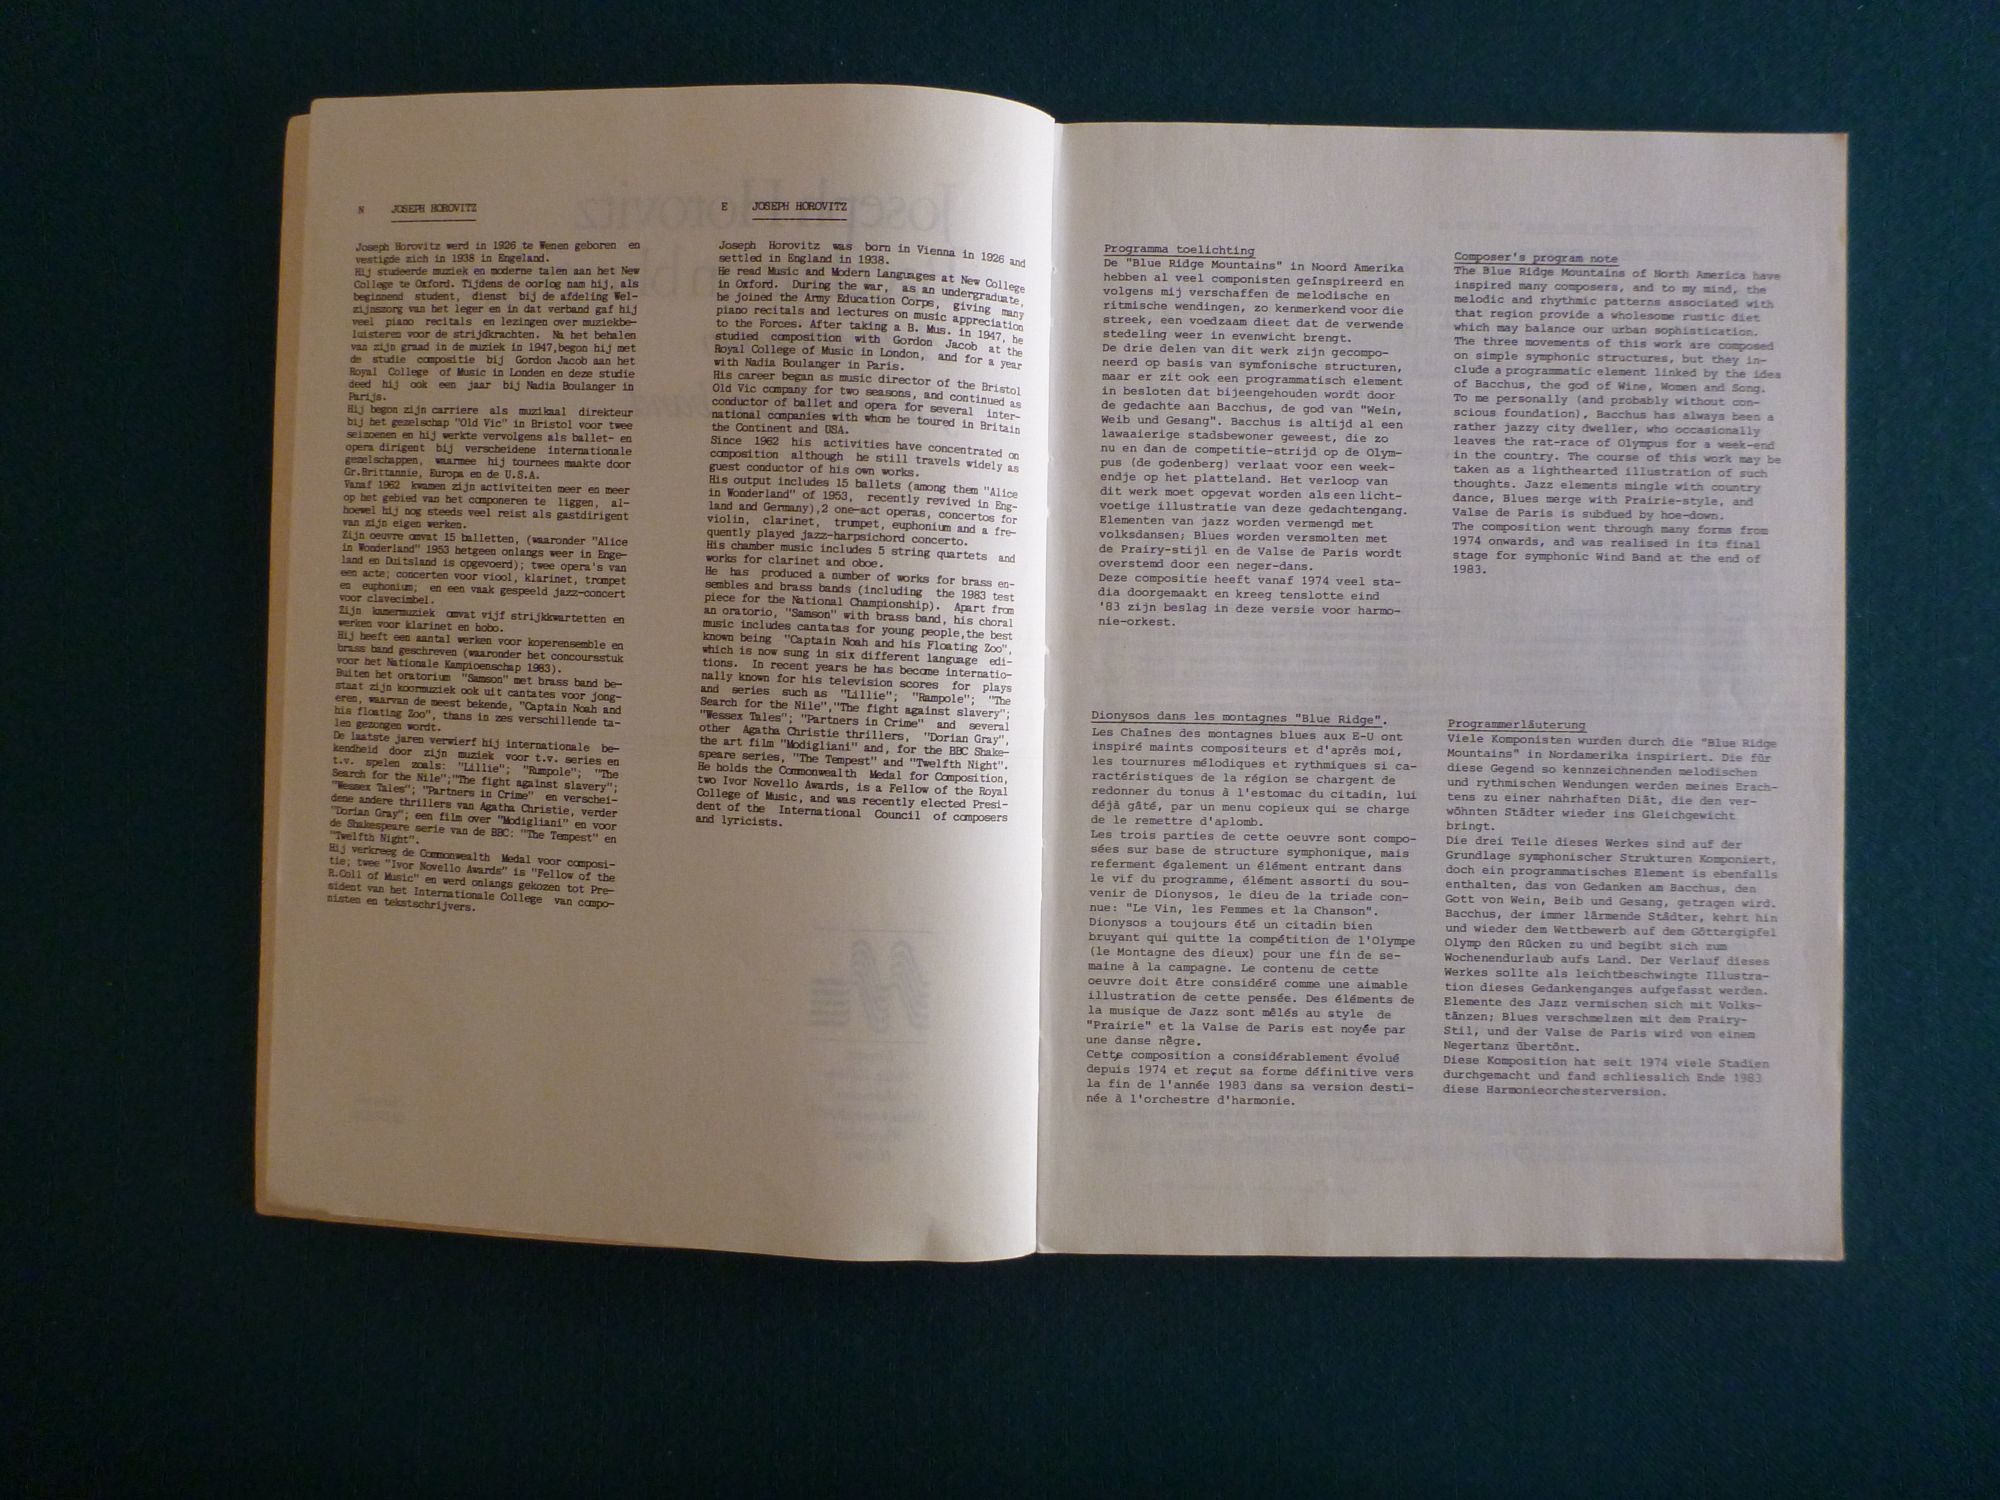 N JOSEPH HOROVITZ
Joseph Horovitz werd in 1926 te Wenen geboren en
vestigde zich in 1938 in Engeland.
Hij studeerde muziek en moderne talen aan het New
College te Oxford. Tijdens de oorlog nam hij, als
beginnend student, dienst bij de afdeling Wel-
zijnszorg van het leger en in dat verband gaf hij
veel piano recitals en lezingen over muziekbe-
luisteren voor de strijdkrachten. Na het behalen
van zijn graad in de muziek in 1947,begon hij met
de studie compositie bij Gordon Jacob aan het
Royal College of Music in Londen en deze studie
deed hij ook een jaar bij Nadia Boulanger in
Parijs.
Hij begon zijn carriere als muzikaal direkteur
bij het gezelschap "Old Vic" in Bristol voor twee
seizoenen en hij werkte vervolgens als ballet- en
opera dirigent bij verscheidene internationale
gezelschappen, waarmee hij tournees maakte door
Gr.Brittannie, Europa en de U.S.A.
Vanaf 1962 kwamen zijn activiteiten meer en meer
op het gebied van het componeren te liggen, al-
hoewel hij nog steeds veel reist als gastdirigent
van zijn eigen werken.
Zijn oeuvre omvat 15 balletten, (waaronder "Alice
in Wonderland" 1953 hetgeen onlangs weer in Enge-
land en Duitsland is opgevoerd); twee opera's van
een acte; concerten voor viool, klarinet, trompet
en euphonium; en een vaak gespeeld jazz-concert
voor clavecimbel.
Zijn kamermuziek omvat vijf strijkkwartetten en
werken voor klarinet en hobo.
Hij heeft een aantal werken voor koperensemble en
brass band geschreven (waaronder het concoursstuk
voor het Nationale Kampioenschap 1983).
Buiten het oratorium "Samson" met brass band be-
staat zijn koormuziek ook uit cantates voor jong-
eren, waarvan de meest bekende, "Captain Noah and
his floating Zoo", thans in zes verschillende ta-
len gezongen wordt.
De laatste jaren verwierf hij internationale be-
kendheid door zijn muziek voor t.v. series en
t.v. spelen zoals: "Lillie"; "Rumpole"; "The
Search for the Nile";"The fight against slavery";
"Wessex Tales"; "Partners in Crime" en verschei-
dene andere thrillers van Agatha Christie, verder
"Dorian Gray"; een film over "Modigliani" en voor
de Shakespeare serie van de BBC: "The Tempest" en
"Twelfth Night".
Hij verkreeg de Commonwealth Medal voor composi-
tie; twee "Ivor Novello Awards" is "Fellow of the
R.Coll of Music" en werd onlangs gekozen tot Pre-
sident van het Internationale College van compo-
nisten en tekstschrijvers.
E JOSEPH HOROVITZ
Joseph Horovitz was born in Vienna in 1926 and
settled in England in 1938.
He read Music and Modern Languages at New College
in Oxford. During the war, as an undergraduate,
he joined the Army Education Corps, giving many
piano recitals and lectures on music appreciation
to the Forces. After taking a B. Mus. in 1947, he
studied composition with Gordon Jacob at the
Royal College of Music in London, and for a year
with Nadia Boulanger in Paris.
His career began as music director of the Bristol
Old Vic company for two seasons, and continued as
conductor of ballet and opera for several inter-
national companies with whom he toured in Britain
the Continent and USA.
Since 1962 his activities have concentrated on
composition although he still travels widely as
guest conductor of his own works.
His output includes 15 ballets (among them "Alice
in Wonderland" of 1953, recently revived in Eng-
land and Germany),2 one-act operas, concertos for
violin, clarinet, trumpet, euphonium and a fre-
quently played jazz-harpsichord concerto.
His chamber music includes 5 string quartets and
works for clarinet and oboe.
He has produced a number of works for brass en-
sembles and brass bands (including the 1983 test
piece for the National Championship). Apart from
an oratorio, "Samson" with brass band, his choral
music includes cantatas for young people,the best
known being "Captain Noah and his Floating Zoo",
which is now sung in six different language edi-
tions. In recent years he has become internatio-
nally known for his television scores for plays
and series such as "Lillie"; "Rampole"; "The
Search for the Nile","The fight against slavery";
"Wessex Tales"; "Partners in Crime" and several
other Agatha Christie thrillers, "Dorian Gray",
the art film "Modigliani" and, for the BBC Shake-
speare series, "The Tempest" and "Twelfth Night".
He holds the Commonwealth Medal for Composition,
two Ivor Novello Awards, is a Fellow of the Royal
College of Music, and was recently elected Presi-
dent of the International Council of composers
and lyricists.
Programma toelichting
De "Blue Ridge Mountains" in Noord Amerika
hebben al veel componisten geïnspireerd en
volgens mij verschaffen de melodische en
ritmische wendingen, zo kenmerkend voor die
streek, een voedzaam dieet dat de verwende
stedeling weer in evenwicht brengt.
De drie delen van dit werk zijn gecompo-
neerd op basis van symfonische structuren,
maar er zit ook een programmatisch element
in besloten dat bijeengehouden wordt door
de gedachte aan Bacchus, de god van "Wein,
Weib und Gesang". Bacchus is altijd al een
lawaaierige stadsbewoner geweest, die zo
nu en dan de competitie-strijd op de Olym-
pus (de godenberg) verlaat voor een week-
endje op het platteland. Het verloop van
dit werk moet opgevat worden als een licht-
voetige illustratie van deze gedachtengang.
Elementen van jazz worden vermengd met
volksdansen; Blues worden versmolten met
de Prairy-stijl en de Valse de Paris wordt
overstemd door een neger-dans.
Deze compositie heeft vanaf 1974 veel sta-
dia doorgemaakt en kreeg tenslotte eind
'83 zijn beslag in deze versie voor harmo-
nie-orkest.
Composer's program note
The Blue Ridge Mountains of North America have
inspired many composers, and to my mind, the
melodic and rhythmic patterns associated with
that region provide a wholesome rustic diet
which may balance our urban sophistication.
The three movements of this work are composed
on simple symphonic structures, but they in-
clude a programmatic element linked by the idea
of Bacchus, the god of Wine, Women and Song.
To me personally (and probably without con-
scious foundation), Bacchus has always been a
rather jazzy city dweller, who occasionally
leaves the rat-race of Olympus for a week-end
in the country. The course of this work may be
taken as a lighthearted illustration of such
thoughts. Jazz elements mingle with country
dance, Blues merge with Prairie-style, and
Valse de Paris is subdued by hoe-down.
The composition went through many forms from
1974 onwards, and was realised in its final
stage for symphonic Wind Band at the end of
1983.
Dionysos dans les montagnes "Blue Ridge".
Les Chaînes des montagnes blues aux E-U ont
inspiré maints compositeurs et d'après moi,
les tournures mélodiques et rythmiques si ca-
ractéristiques de la région se chargent de
redonner du tonus à l'estomac du citadin, lui
déjà gâté, par un menu copieux qui se charge
de le remettre d'aplomb.
Les trois parties de cette oeuvre sont compo-
sées sur base de structure symphonique, mais
referment également un élément entrant dans
le vif du programme, élément assorti du sou-
venir de Dionysos, le dieu de la triade con-
nue: "Le Vin, les Femmes et la Chanson".
Dionysos a toujours été un citadin bien
bruyant qui quitte la compétition de l'Olympe
(le Montagne des dieux) pour une fin de se-
maine à la campagne. Le contenu de cette
oeuvre doit être considéré comme une aimable
illustration de cette pensée. Des éléments de
la musique de Jazz sont mêlés au style de
"Prairie" et la Valse de Paris est noyée par
une danse nègre.
Cette composition a considérablement évolué
depuis 1974 et reçut sa forme définitive vers
la fin de l'année 1983 dans sa version desti-
née à l'orchestre d'harmonie.
Programmerläuterung
Viele Komponisten wurden durch die "Blue Ridge
Mountains" in Nordamerika inspiriert. Die für
diese Gegend so kennzeichnenden melodischen
und rythmischen Wendungen werden meines Erach-
tens zu einer nahrhaften Diät, die den ver-
wöhnten Städter wieder ins Gleichgewicht
bringt.
Die drei Teile dieses Werkes sind auf der
Grundlage symphonischer Strukturen Komponiert,
doch ein programmatisches Element is ebenfalls
enthalten, das von Gedanken am Bacchus, den
Gott von Wein, Beib und Gesang, getragen wird.
Bacchus, der immer lärmende Städter, kehrt hin
und wieder dem Wettbewerb auf dem Göttergipfel
Olymp den Rücken zu und begibt sich zum
Wochenendurlaub aufs Land. Der Verlauf dieses
Werkes sollte als leichtbeschwingte Illustra-
tion dieses Gedankenganges aufgefasst werden.
Elemente des Jazz vermischen sich mit Volks-
tänzen; Blues verschmelzen mit dem Prairy-
Stil, und der Valse de Paris wird von einem
Negertanz übertönt.
Diese Komposition hat seit 1974 viele Stadien
durchgemacht und fand schliesslich Ende 1983
diese Harmonieorchesterversion.